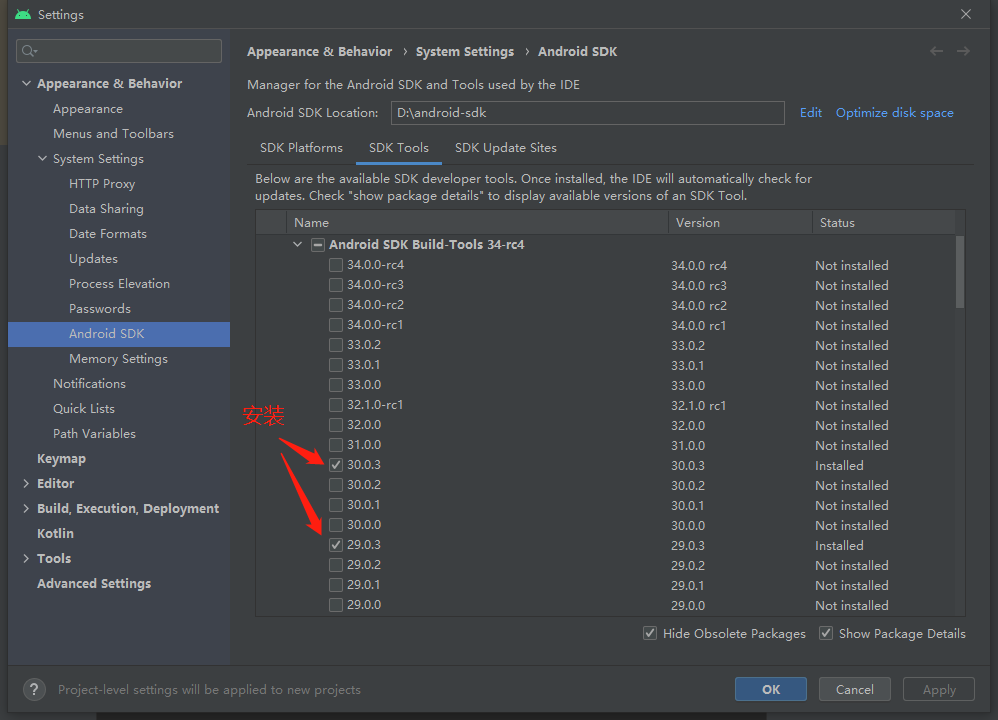 Settings
Appearance & Behavior
Appearance
Menus and Toolbars
System Settings
HTTP Proxy
Data Sharing
Date Formats
Updates
Process Elevation
Passwords
Android SDK
Memory Settings
Notifications
Quick Lists
Path Variables
Keymap
Editor
Build, Execution, Deployment
Kotlin
Tools
Advanced Settings
Appearance & Behavior › System Settings › Android SDK
Manager for the Android SDK and Tools used by the IDE
Android SDK Location: D:\android-sdk Edit Optimize disk space
SDK Platforms SDK Tools SDK Update Sites
Below are the available SDK developer tools. Once installed, the IDE will automatically check for
updates. Check "show package details" to display available versions of an SDK Tool.
Name Version Status
Android SDK Build-Tools 34-rc4
34.0.0-rc4 34.0.0 rc4 Not installed
34.0.0-rc3 34.0.0 rc3 Not installed
34.0.0-rc2 34.0.0 rc2 Not installed
34.0.0-rc1 34.0.0 rc1 Not installed
33.0.2 33.0.2 Not installed
33.0.1 33.0.1 Not installed
33.0.0 33.0.0 Not installed
32.1.0-rc1 32.1.0 rc1 Not installed
32.0.0 32.0.0 Not installed
31.0.0 31.0.0 Not installed
30.0.3 30.0.3 Installed
30.0.2 30.0.2 Not installed
30.0.1 30.0.1 Not installed
30.0.0 30.0.0 Not installed
29.0.3 29.0.3 Installed
29.0.2 29.0.2 Not installed
29.0.1 29.0.1 Not installed
29.0.0 29.0.0 Not installed
安装
Hide Obsolete Packages Show Package Details
? Project-level settings will be applied to new projects
OK Cancel Apply